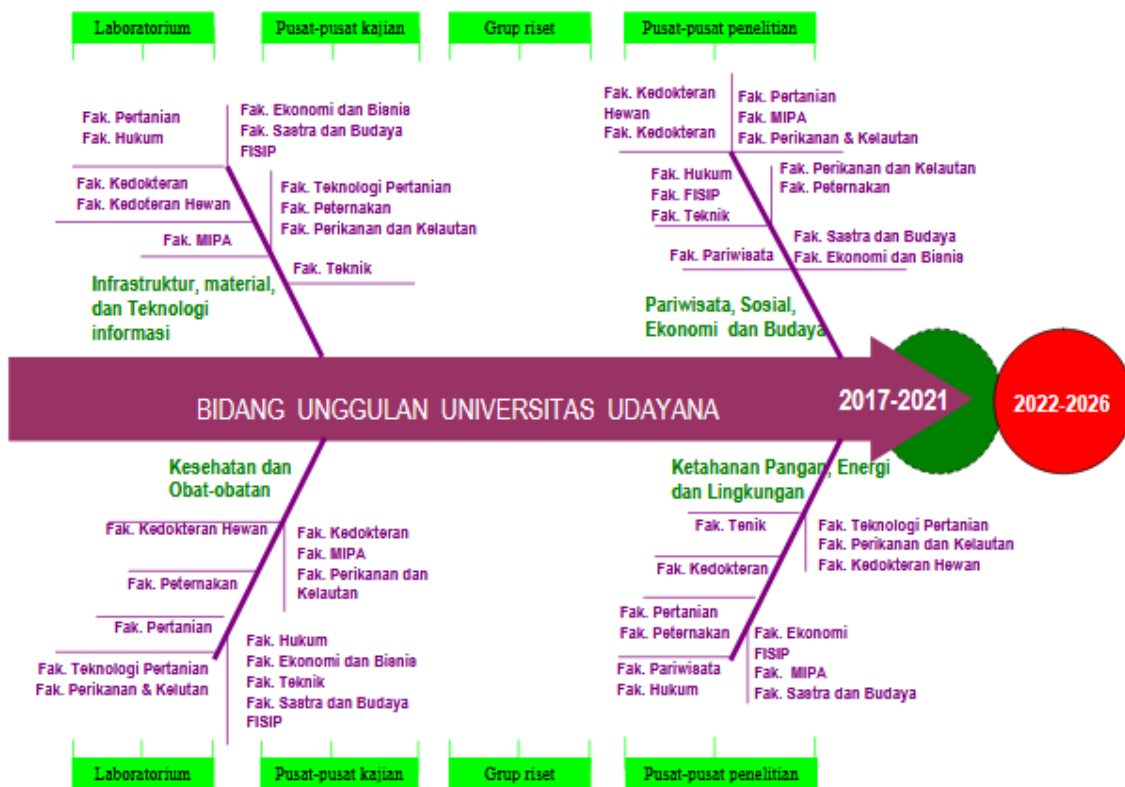 Laboratorium
Pusat-pusat kajian
Grup riset
Pusat-pusat penelitian
Fak. Pertanian
Fak. Hukum
Fak. Ekonomi dan Bisnis
Fak. Sastra dan Budaya
FISIP
Fak. Kedokteran
Fak. Kedoteran Hewan
Fak. Teknologi Pertanian
Fak. Peternakan
Fak. Perikanan dan Kelautan
Fak. MIPA
Fak. Teknik
Infrastruktur, material,
dan Teknologi
informasi
Fak. Kedokteran
Hewan
Fak. Kedokteran
Fak. Pertanian
Fak. MIPA
Fak. Perikanan & Kelautan
Fak. Hukum
Fak. FISIP
Fak. Teknik
Fak. Perikanan dan Kelautan
Fak. Peternakan
Fak. Pariwisata
Fak. Sastra dan Budaya
Fak. Ekonomi dan Bisnis
Pariwisata, Sosial,
Ekonomi dan Budaya
BIDANG UNGGULAN UNIVERSITAS UDAYANA
2017-2021
2022-2026
Kesehatan dan
Obat-obatan
Fak. Kedokteran Hewan
Fak. Kedokteran
Fak. MIPA
Fak. Perikanan dan
Kelautan
Fak. Peternakan
Fak. Pertanian
Fak. Teknologi Pertanian
Fak. Perikanan & Kelutan
Fak. Hukum
Fak. Ekonomi dan Bisnis
Fak. Teknik
Fak. Sastra dan Budaya
FISIP
Ketahanan Pangan, Energi
dan Lingkungan
Fak. Tenik
Fak. Teknologi Pertanian
Fak. Perikanan dan Kelautan
Fak. Kedokteran Hewan
Fak. Kedokteran
Fak. Pertanian
Fak. Peternakan
Fak. Pariwisata
Fak. Hukum
Fak. Ekonomi
FISIP
Fak. MIPA
Fak. Sastra dan Budaya
Laboratorium
Pusat-pusat kajian
Grup riset
Pusat-pusat penelitian